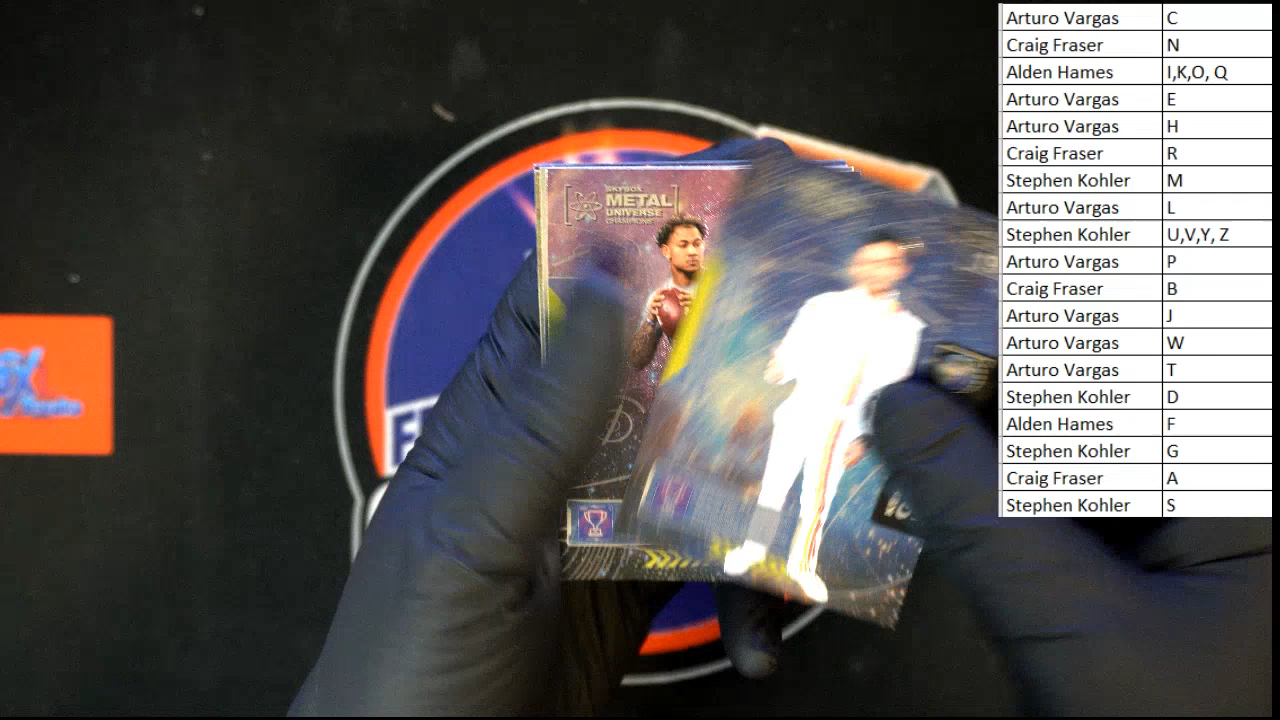 Arturo Vargas C
Craig Fraser N
Alden Hames I,K,O, Q
Arturo Vargas E
Arturo Vargas H
Craig Fraser R
Stephen Kohler M
Arturo Vargas L
Stephen Kohler U,V,Y, Z
Arturo Vargas P
Craig Fraser B
Arturo Vargas J
Arturo Vargas W
Arturo Vargas T
Stephen Kohler D
Alden Hames F
Stephen Kohler G
Craig Fraser A
Stephen Kohler S
SKYBOX
METAL
UNIVERSE
CHAMPIONS